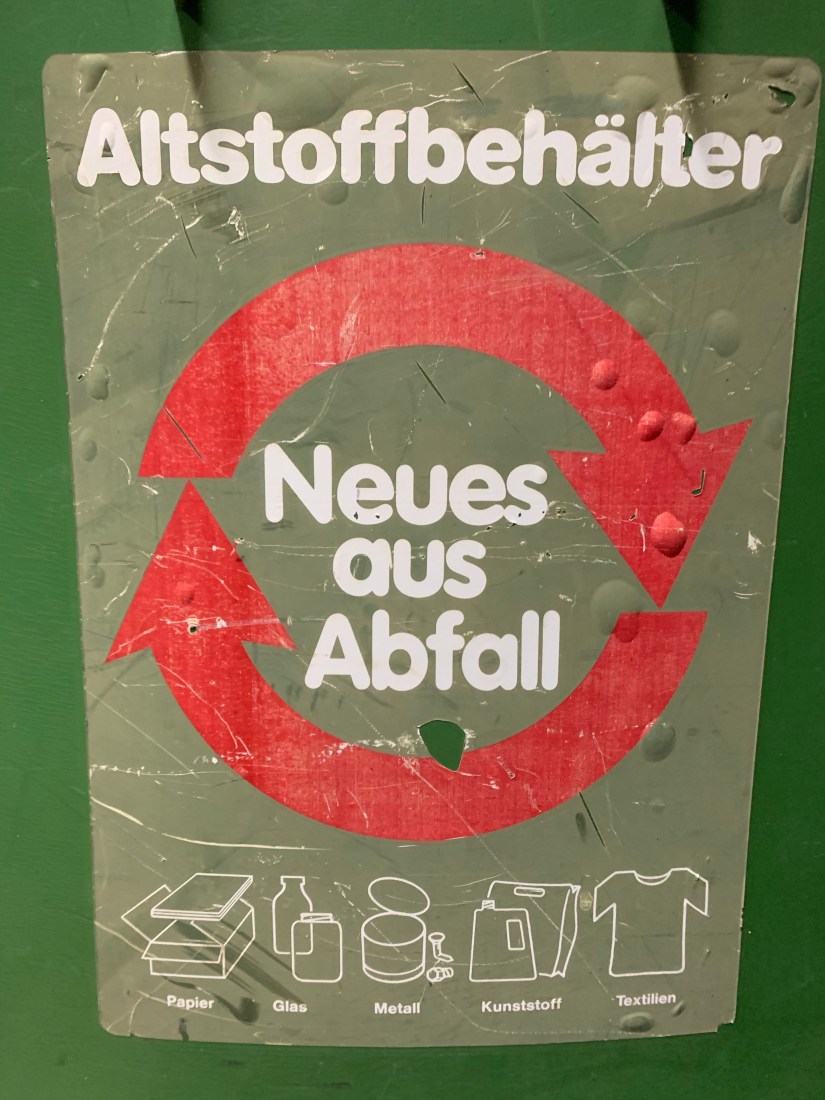 Altstoffbehälter
Neues
aus
Abfall
Papier Glas Metall Kunststoff Textilien